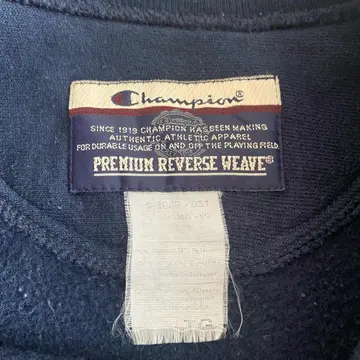 Champion®
SINCE 1919 CHAMPION HAS BEEN MAKING
AUTHENTIC ATHLETIC APPAREL
FOR DURABLE USAGE ON AND OFF THE PLAYING FIELD.
PREMIUM REVERSE WEAVE®